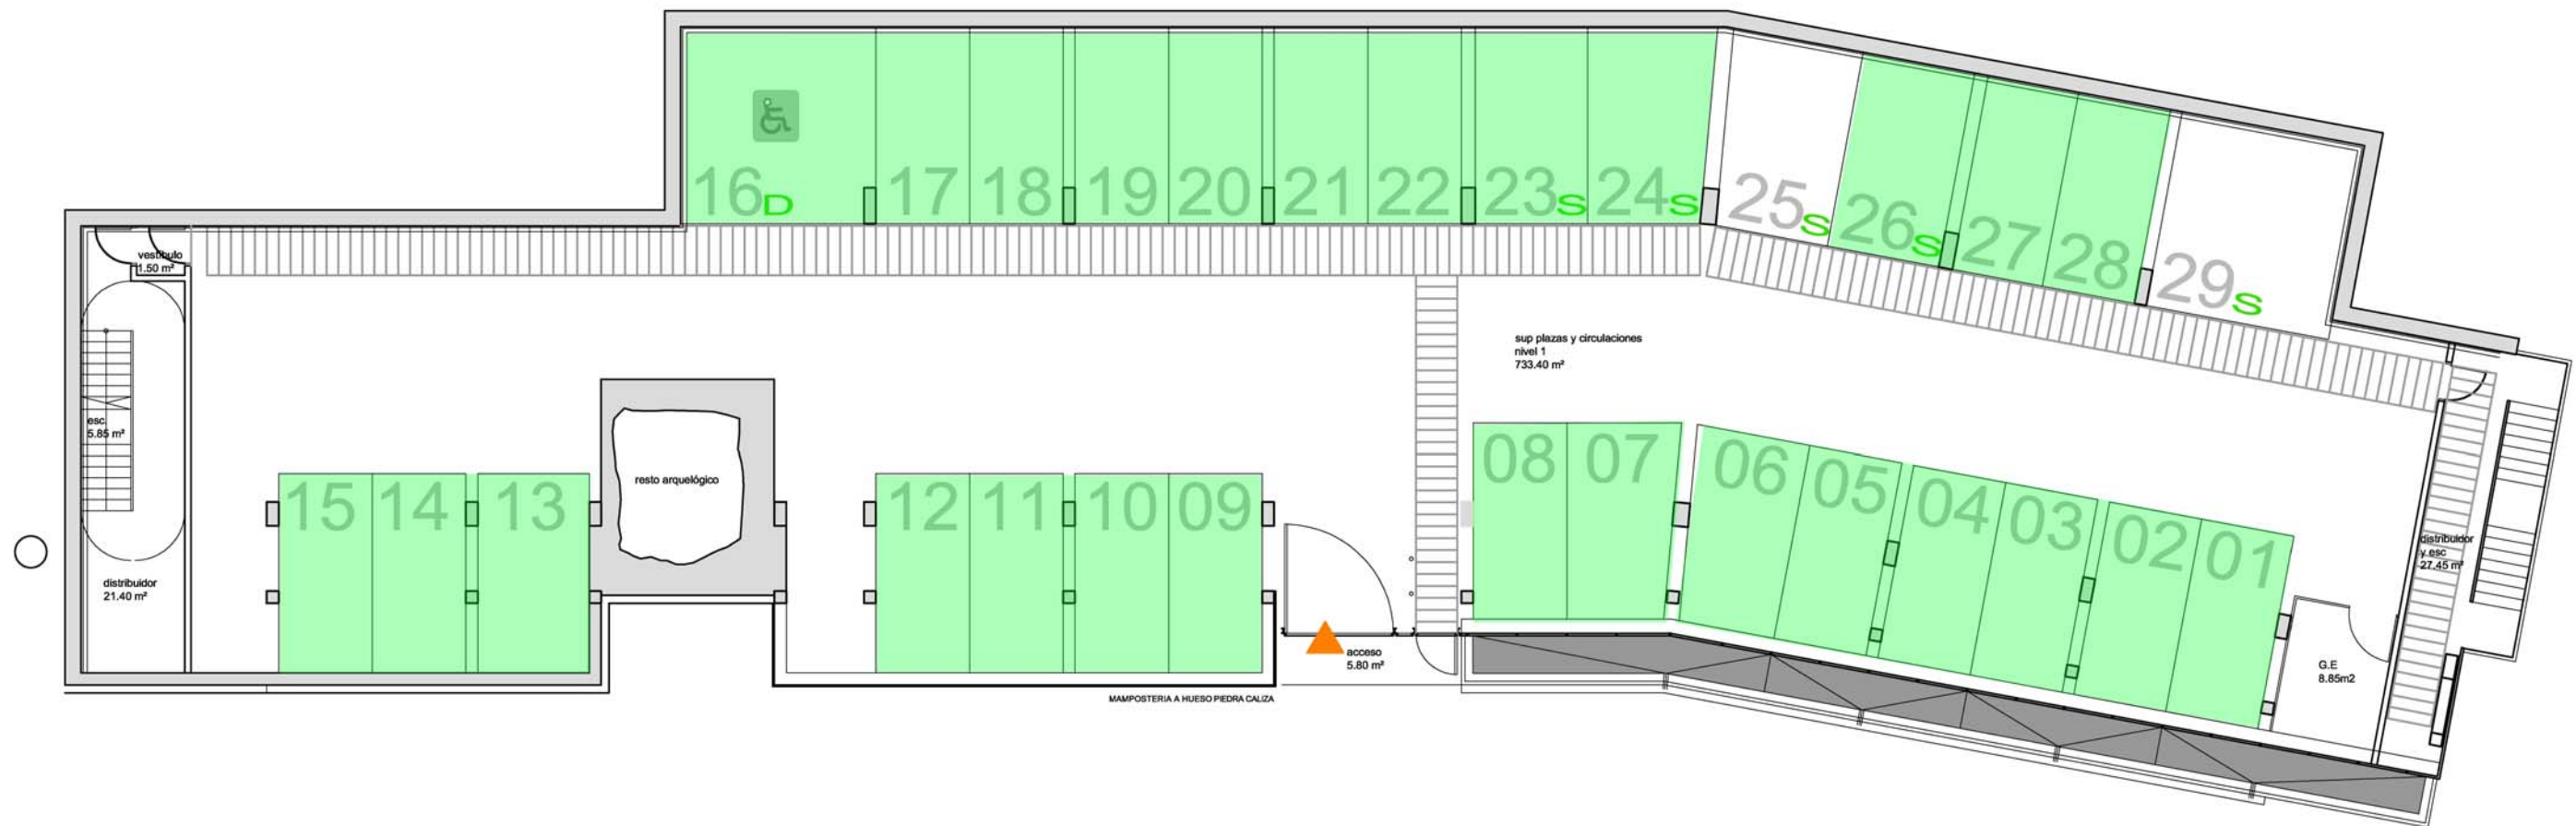 16D
17
18
19
20
21
22
23S
24S
25S
26S
27
28
29S
vestibulo
1.50 m²
sup plazas y circulaciones
nivel 1
733.40 m²
esc.
5.85 m²
resto arquelógico
08
07
06
05
04
03
02
01
15
14
13
12
11
10
09
distribuidor
y esc
27.45 m²
distribuidor
21.40 m²
acceso
5.80 m²
G.E
8.85m2
MAMPOSTERIA A HUESO PIEDRA CALIZA